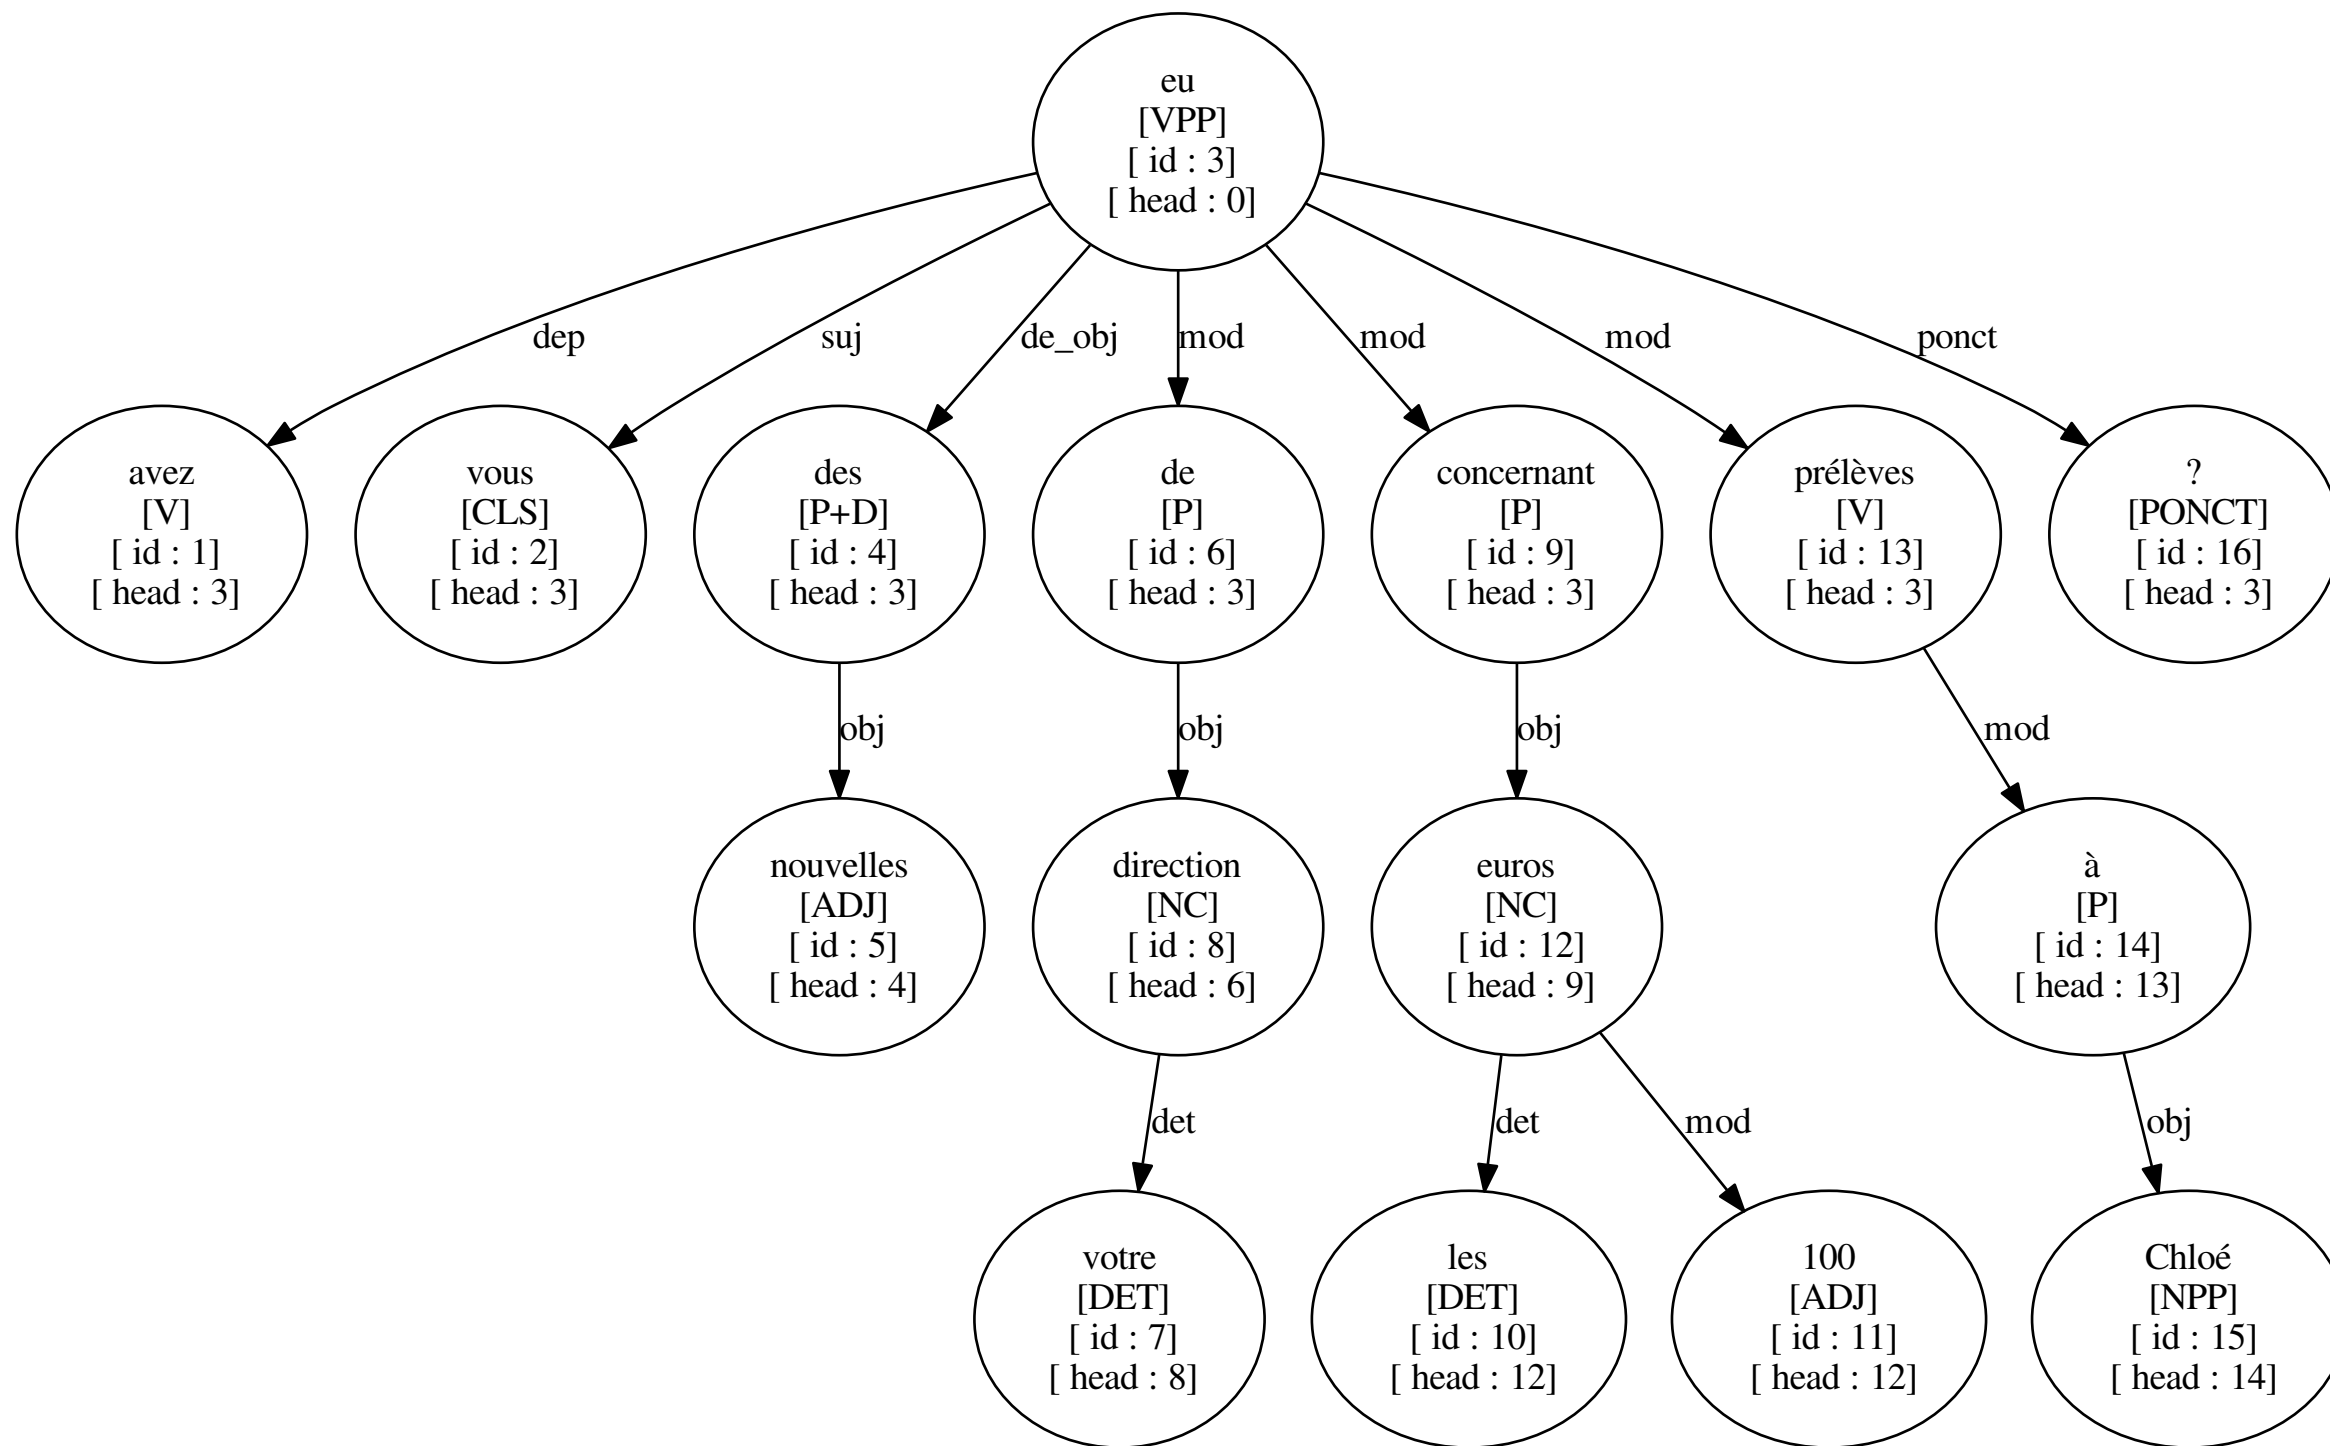 eu
[VPP]
[ id : 3]
[ head : 0]
dep
suj
de_obj
mod
mod
mod
ponct
avez
[V]
[ id : 1]
[ head : 3]
vous
[CLS]
[ id : 2]
[ head : 3]
des
[P+D]
[ id : 4]
[ head : 3]
de
[P]
[ id : 6]
[ head : 3]
concernant
[P]
[ id : 9]
[ head : 3]
prélèves
[V]
[ id : 13]
[ head : 3]
?
[PONCT]
[ id : 16]
[ head : 3]
obj
obj
obj
mod
nouvelles
[ADJ]
[ id : 5]
[ head : 4]
direction
[NC]
[ id : 8]
[ head : 6]
euros
[NC]
[ id : 12]
[ head : 9]
à
[P]
[ id : 14]
[ head : 13]
det
det
mod
obj
votre
[DET]
[ id : 7]
[ head : 8]
les
[DET]
[ id : 10]
[ head : 12]
100
[ADJ]
[ id : 11]
[ head : 12]
Chloé
[NPP]
[ id : 15]
[ head : 14]